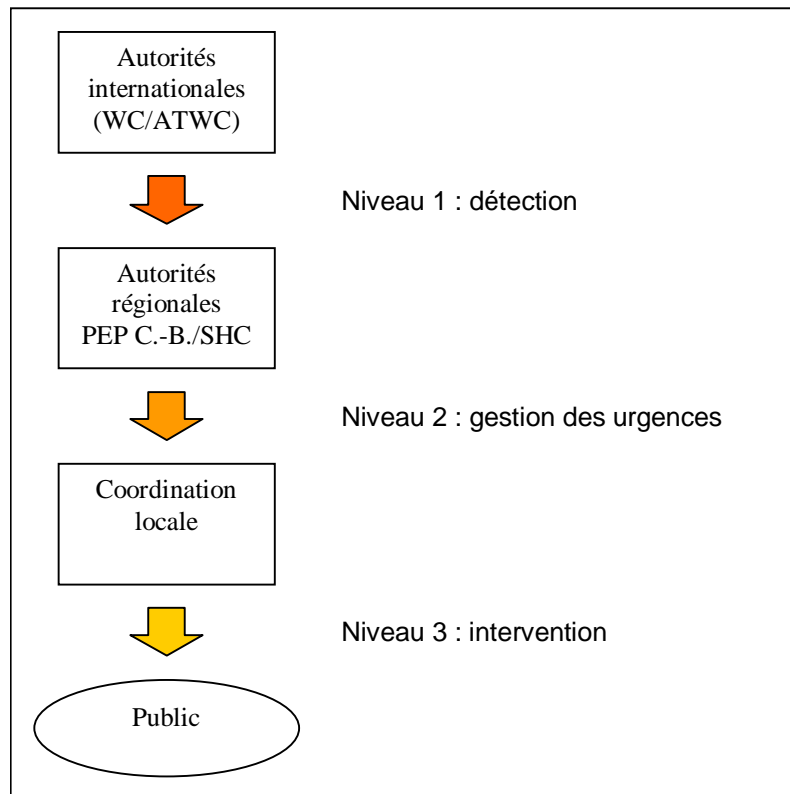 Autorités
internationales
(WC/ATWC)
Niveau 1 : détection
Autorités
régionales
PEP C.-B./SHC
Niveau 2 : gestion des urgences
Coordination
locale
Niveau 3 : intervention
Public